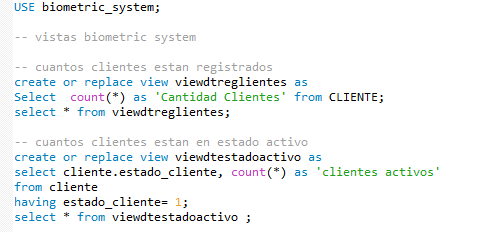 USE biometric_system;
-- vistas biometric system
-- cuantos clientes estan registrados
create or replace view viewdtreglientes as
Select  count(*) as 'Cantidad Clientes' from CLIENTE;
select * from viewdtreglientes;
-- cuantos clientes estan en estado activo
create or replace view viewdtestadoactivo as
select cliente.estado_cliente, count(*) as 'clientes activos'
from cliente
having estado_cliente= 1;
select * from viewdtestadoactivo ;